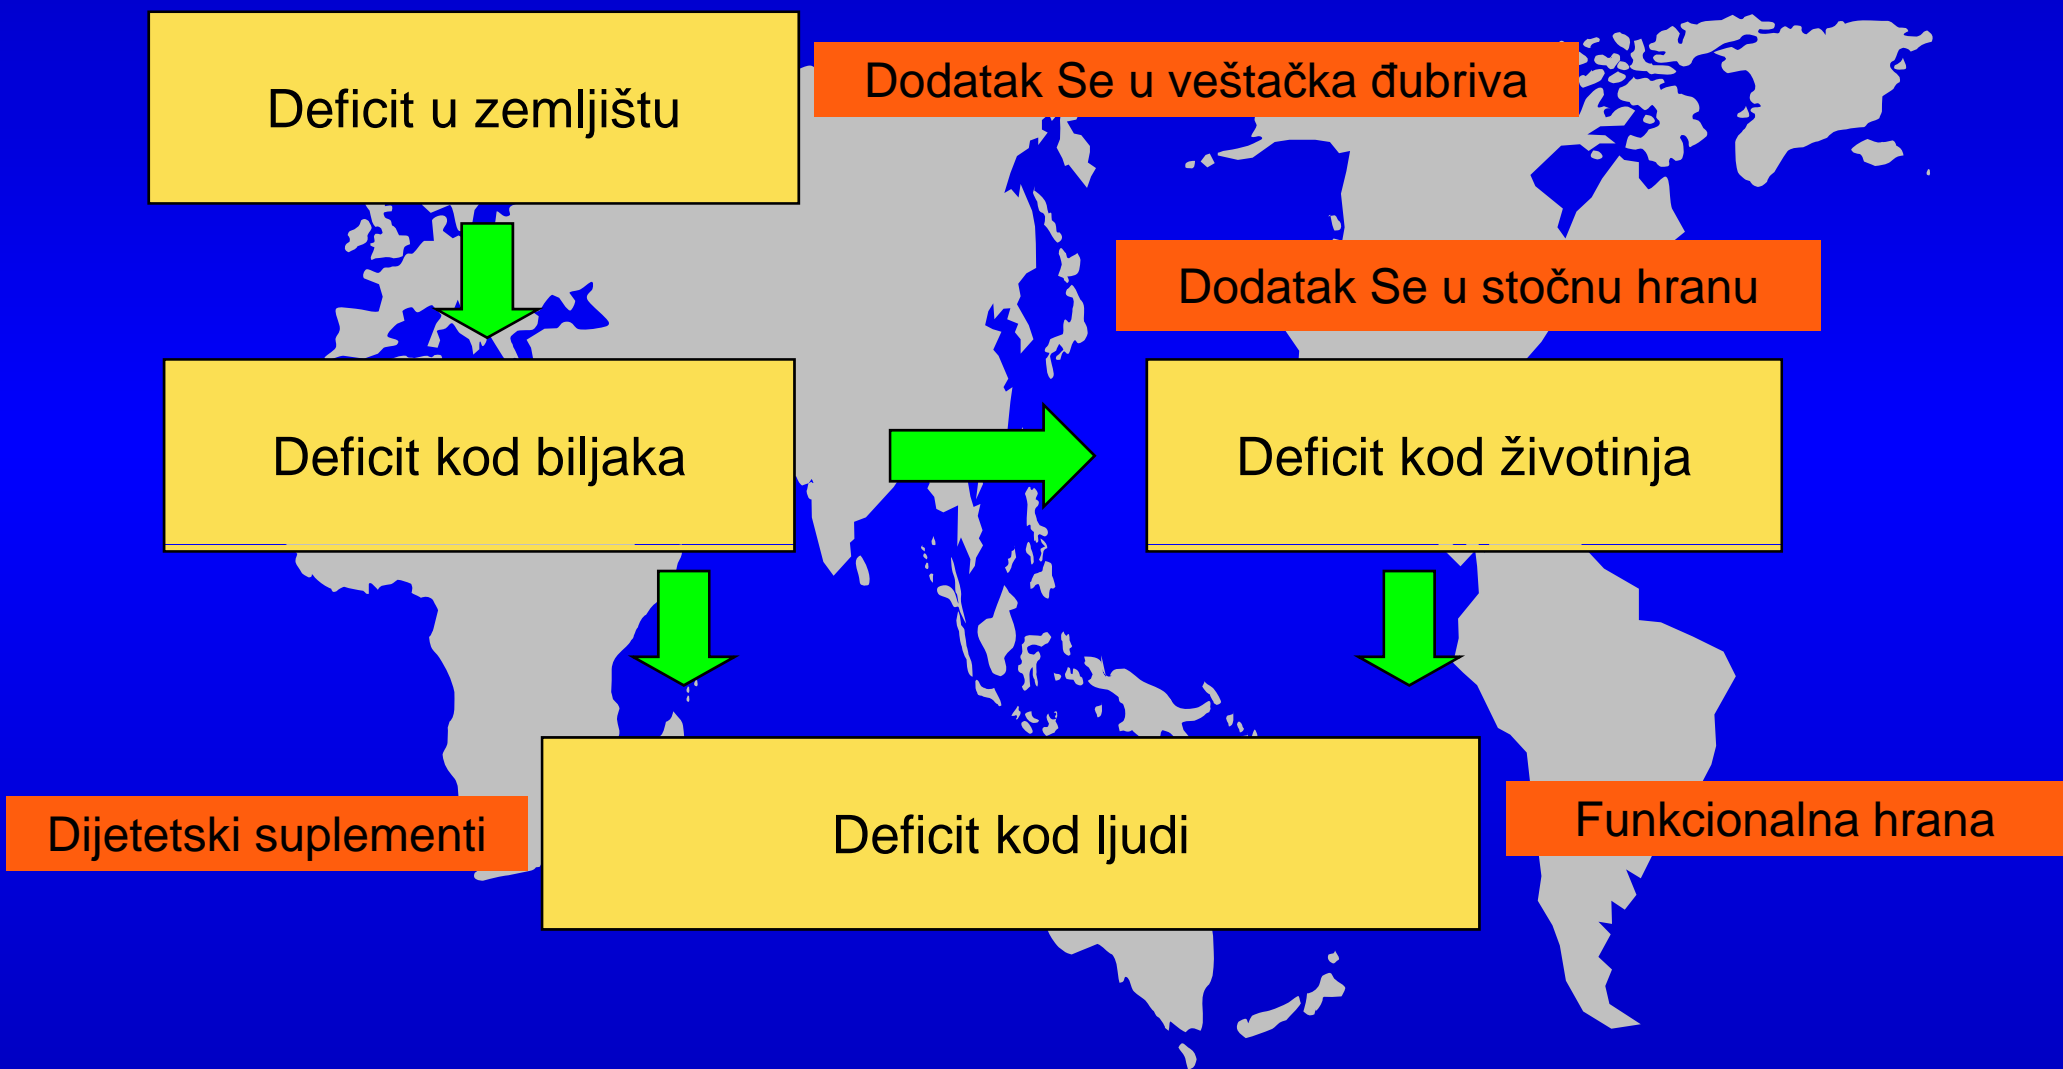 Deficit u zemljištu
Dodatak Se u veštačka đubriva
Dodatak Se u stočnu hranu
Deficit kod biljaka
Deficit kod životinja
Dijetetski suplementi
Deficit kod ljudi
Funkcionalna hrana